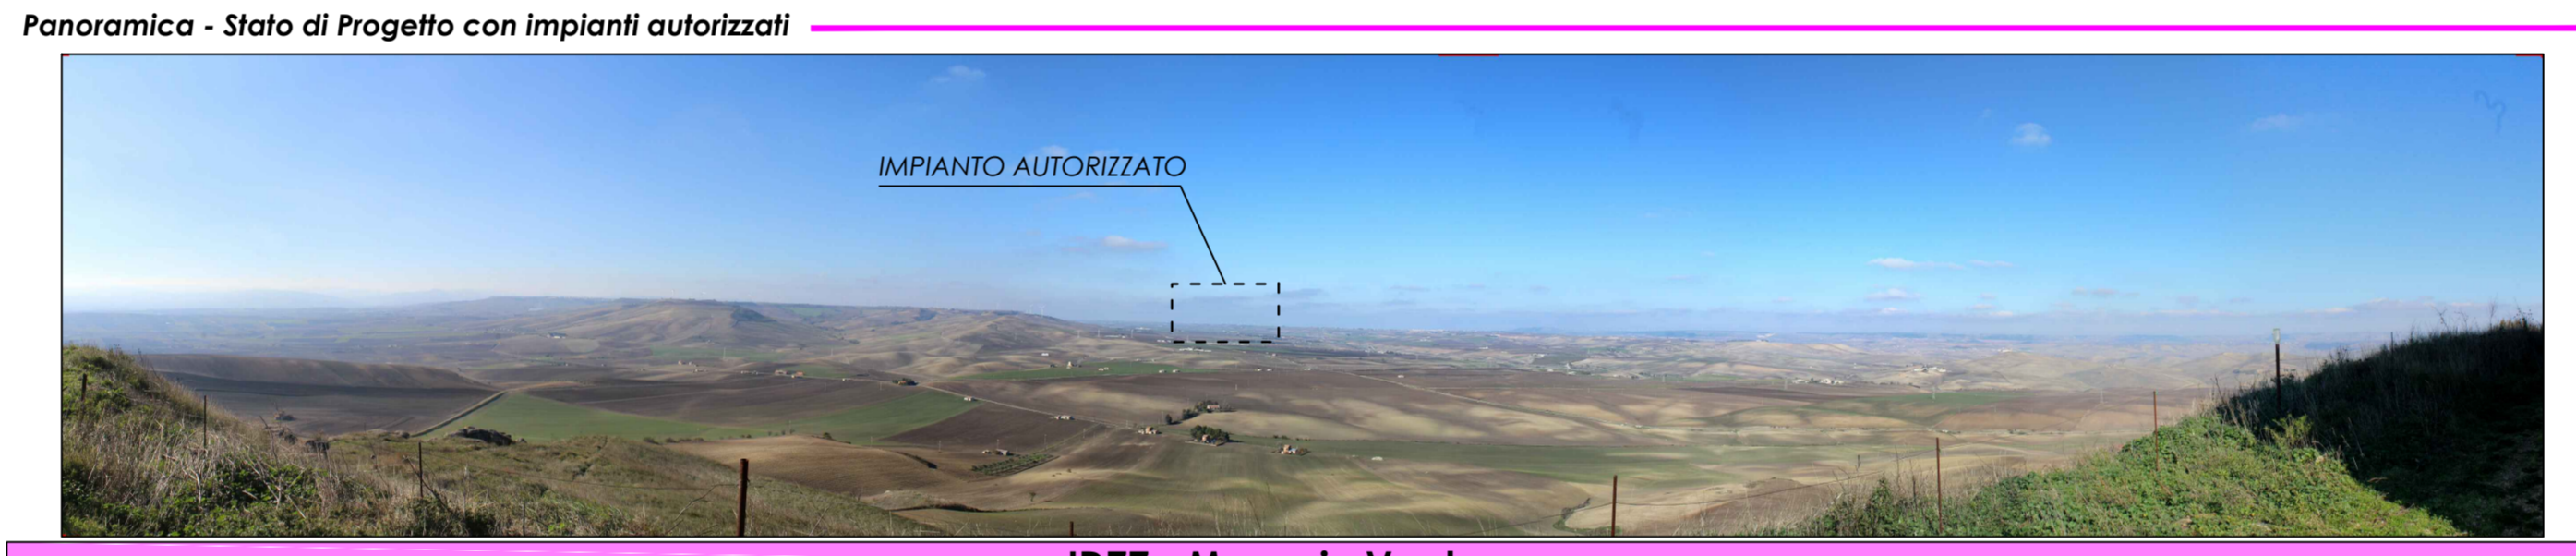 Panoramica - Stato di Progetto con impianti autorizzati
IMPIANTO AUTORIZZATO